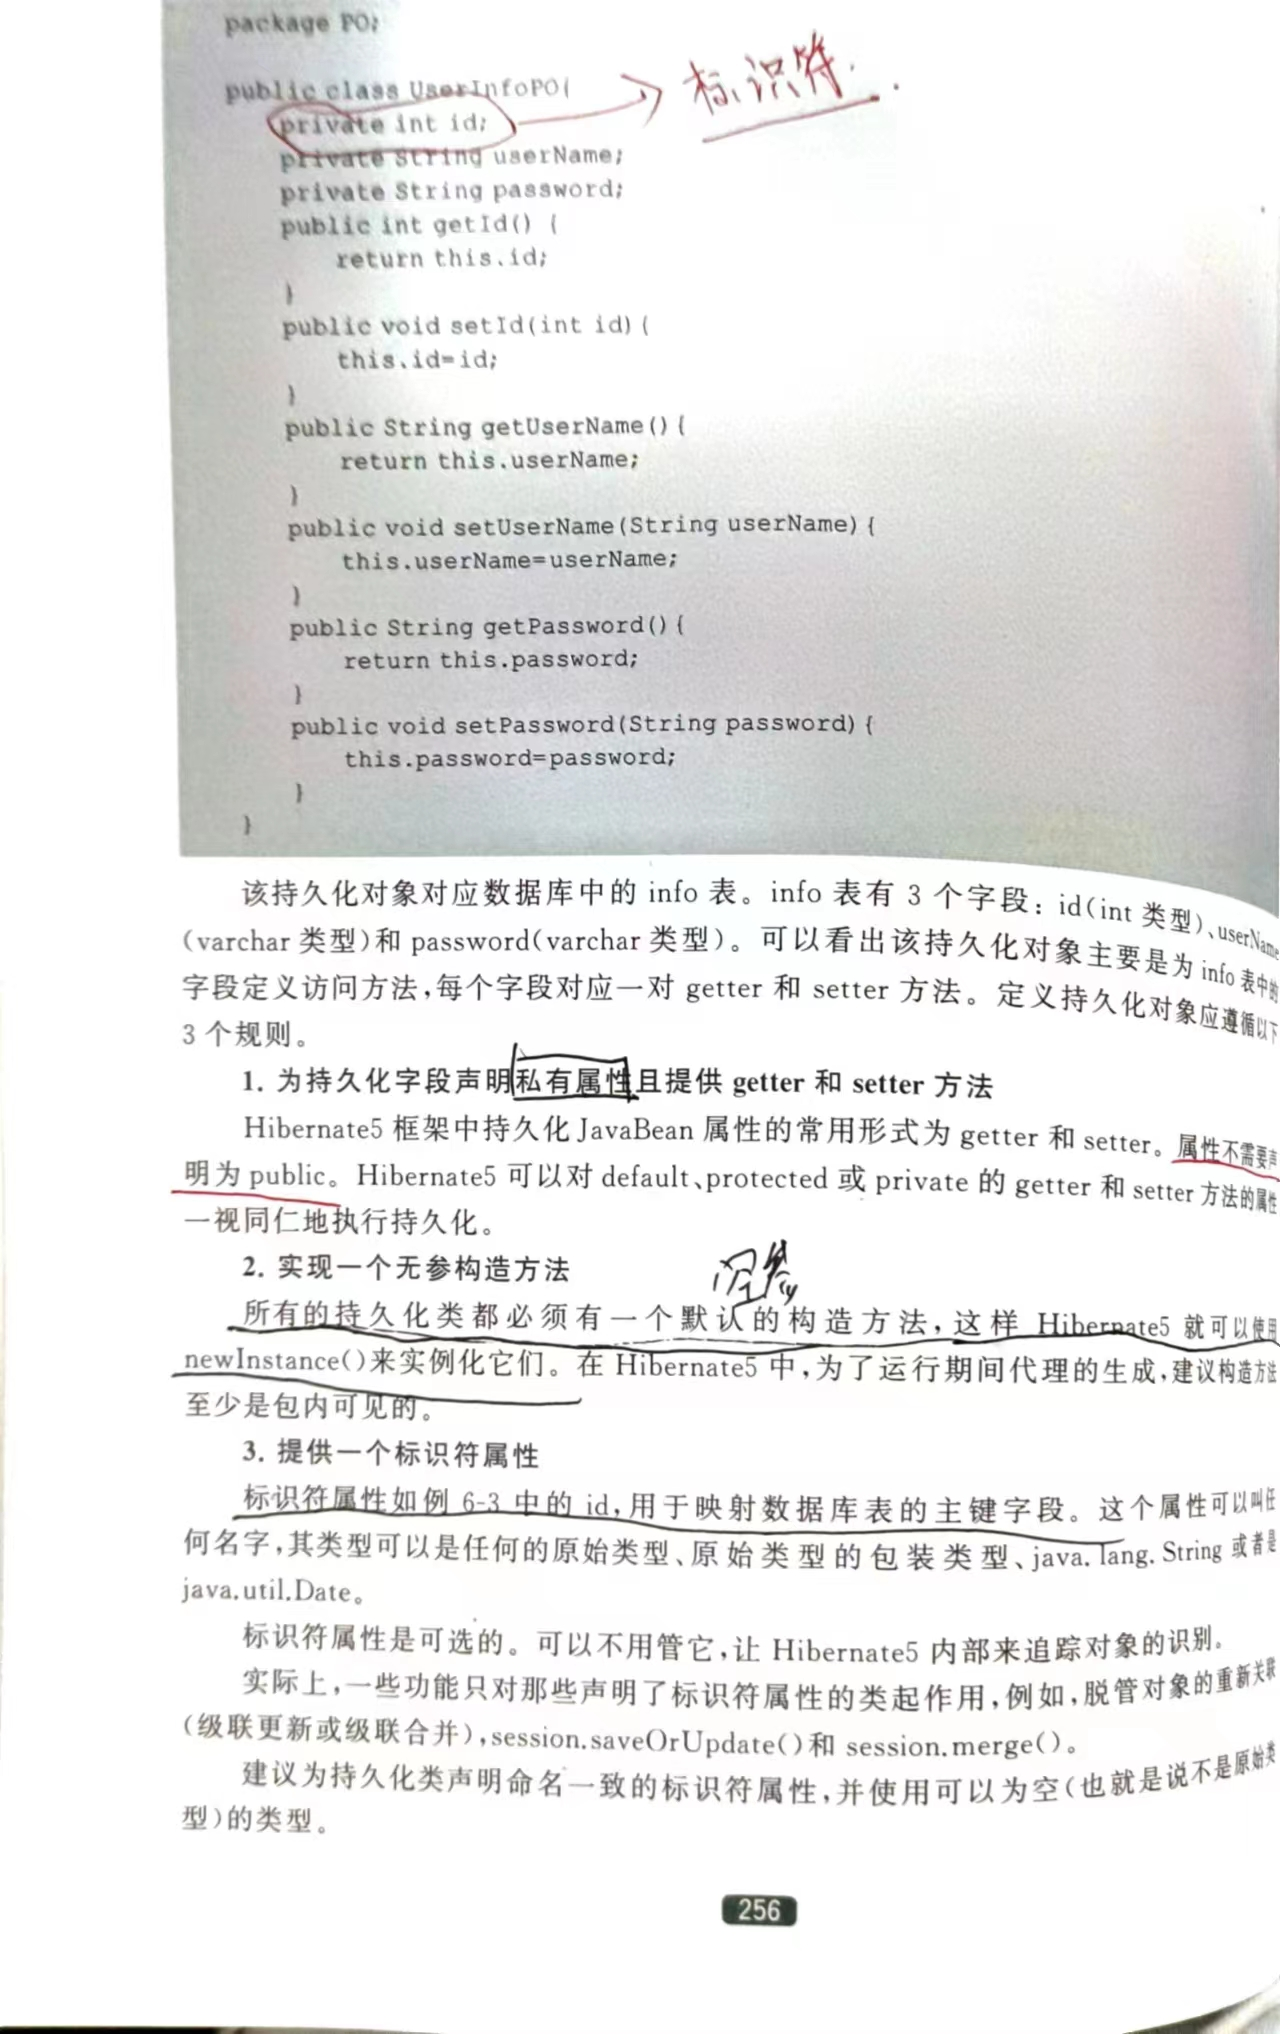 package PO;
public class UserInfoPO{
标识符.
private int id;
private String userName;
private String password;
public int getId() {
return this.id;
}
public void setId(int id){
this.id=id;
}
public String getUserName(){
return this.userName;
}
public void setUserName(String userName){
this.userName=userName;
}
public String getPassword(){
return this.password;
}
public void setPassword(String password){
this.password=password;
}
}
该持久化对象对应数据库中的 info 表。info 表有 3 个字段：id(int 类型)、userName
(varchar 类型)和 password(varchar 类型)。可以看出该持久化对象主要是为 info 表中的
字段定义访问方法,每个字段对应一对 getter 和 setter 方法。定义持久化对象应遵循以下
3 个规则。
1. 为持久化字段声明私有属性且提供 getter 和 setter 方法
Hibernate5 框架中持久化 JavaBean 属性的常用形式为 getter 和 setter。属性不需要声
明为 public。Hibernate5 可以对 default、protected 或 private 的 getter 和 setter 方法的属性
一视同仁地执行持久化。
2. 实现一个无参构造方法
所有的持久化类都必须有一个默认的构造方法,这样 Hibernate5 就可以使用
newInstance()来实例化它们。在 Hibernate5 中,为了运行期间代理的生成,建议构造方法
至少是包内可见的。
3. 提供一个标识符属性
标识符属性如例 6-3 中的 id,用于映射数据库表的主键字段。这个属性可以叫任
何名字,其类型可以是任何的原始类型、原始类型的包装类型、java.lang.String 或者是
java.util.Date。
标识符属性是可选的。可以不用管它,让 Hibernate5 内部来追踪对象的识别。
实际上,一些功能只对那些声明了标识符属性的类起作用,例如,脱管对象的重新关联
(级联更新或级联合并),session.saveOrUpdate()和 session.merge()。
建议为持久化类声明命名一致的标识符属性,并使用可以为空(也就是说不是原始类
型)的类型。
256